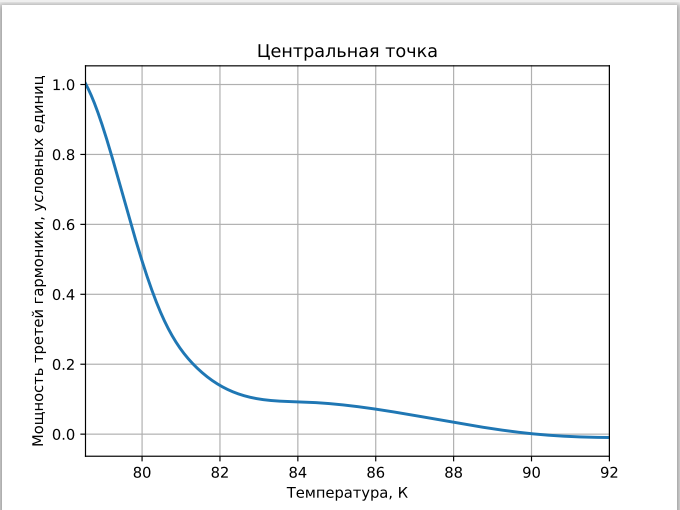 Центральная точка
Мощность третей гармоники, условных единиц
1.0
0.8
0.6
0.4
0.2
0.0
80 82 84 86 88 90 92
Температура, К